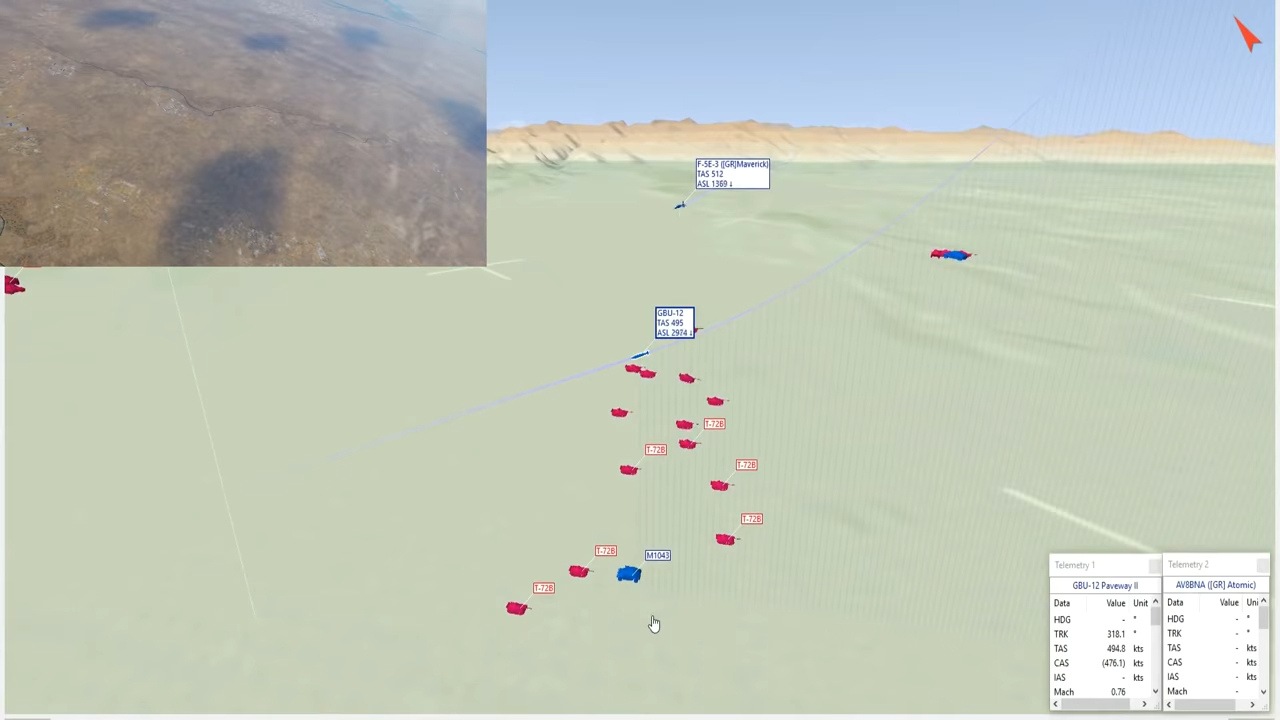 F-5E-3 ([GR]Maverick)
TAS 512
ASL 1369 ↓
GBU-12
TAS 495
ASL 2974 ↓
T-72B
T-72B
T-72B
T-72B
T-72B
M1043
T-72B
Telemetry 1
GBU-12 Paveway II
Data Value Unit
HDG - °
TRK 318.1 °
TAS 494.8 kts
CAS (476.1) kts
IAS - kts
Mach 0.76
Telemetry 2
AV8BNA ([GR] Atomic)
Data Value Uni
HDG - °
TRK - °
TAS - kts
CAS - kts
IAS - kts
Mach -